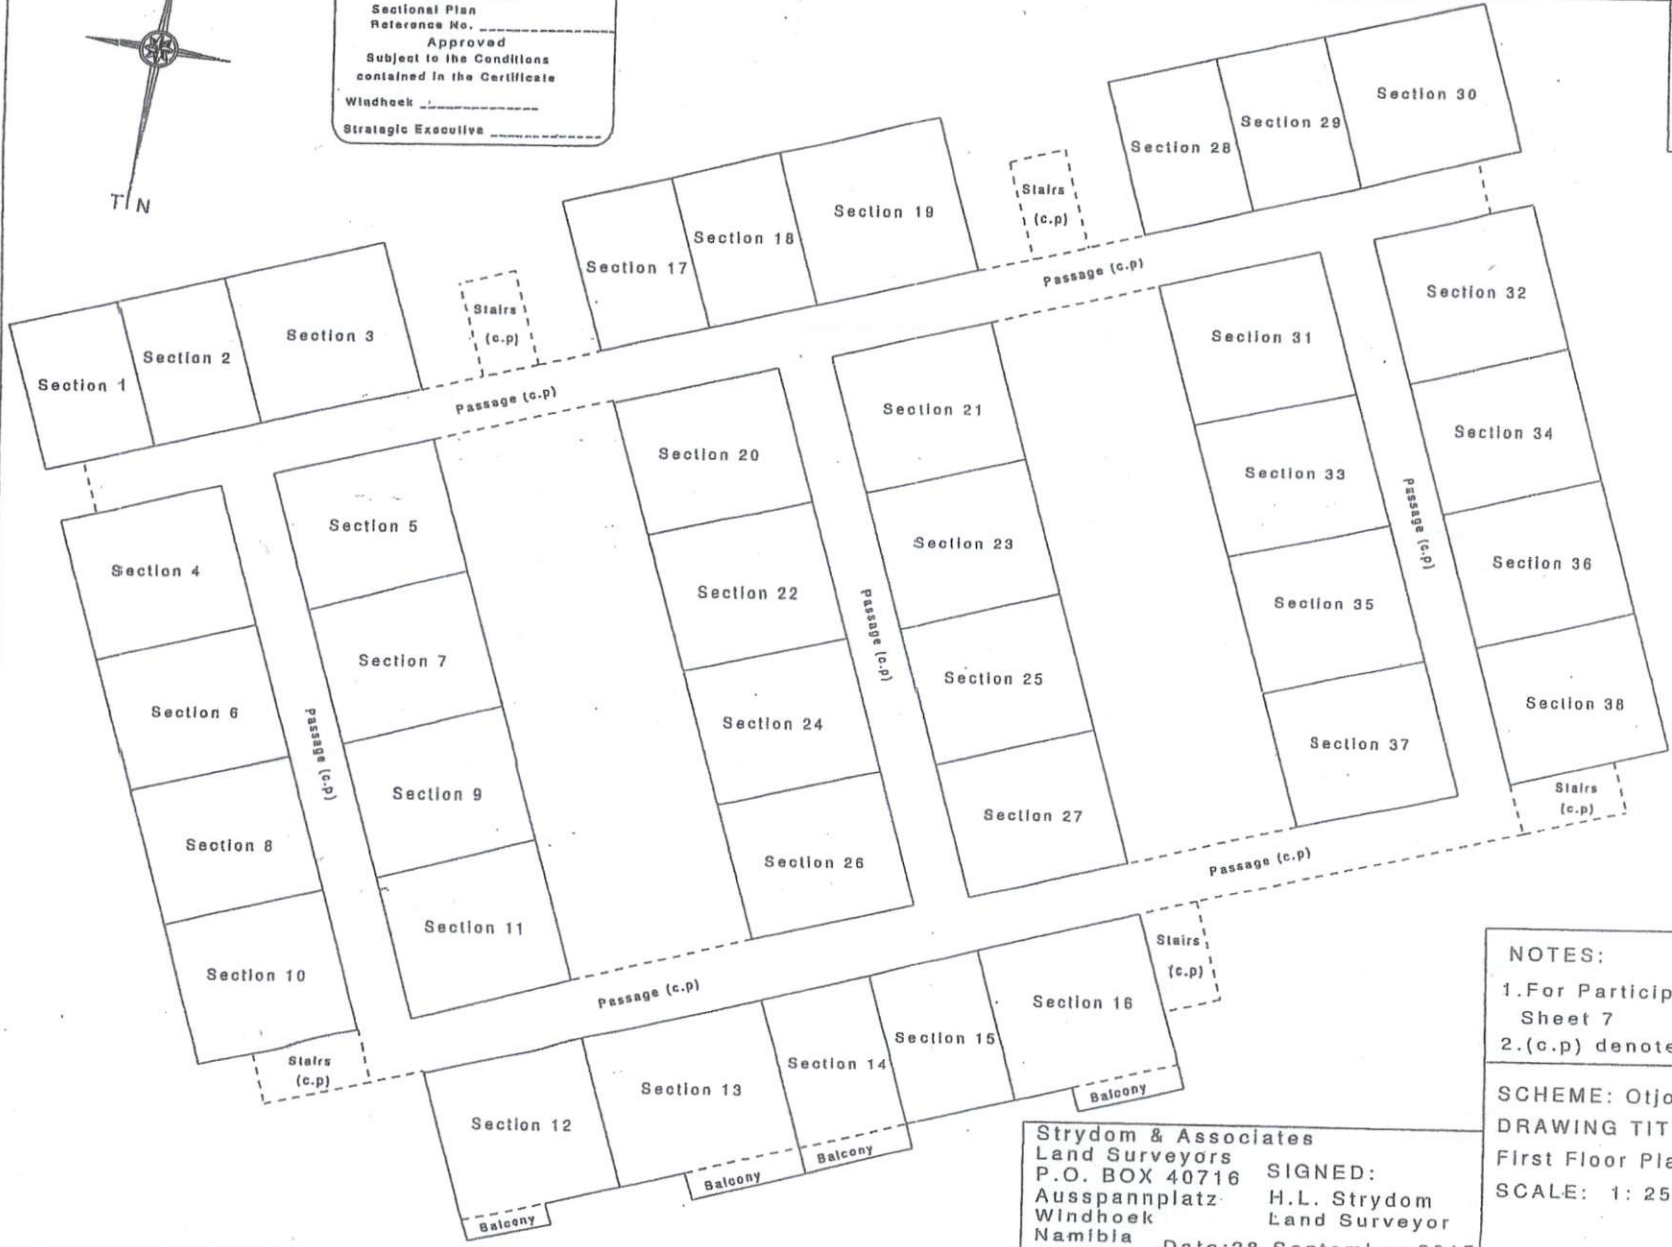 Sectional Plan
Reference No.
Approved
Subject to the Conditions
contained in the Certificate
Windhoek
Strategic Executive
T N
Section 1
Section 2
Section 3
Stairs
(c.p)
Passage (c.p)
Section 17
Section 18
Section 19
Stairs
(c.p)
Passage (c.p)
Section 28
Section 29
Section 30
Section 4
Section 5
Section 6
Section 7
Section 8
Section 9
Section 10
Section 11
Passage (c.p)
Stairs
(c.p)
Section 20
Section 21
Section 22
Section 23
Section 24
Section 25
Section 26
Section 27
Passage (c.p)
Section 31
Section 32
Section 33
Section 34
Section 35
Section 36
Section 37
Section 38
Passage (c.p)
Stairs
(c.p)
Passage (c.p)
Passage (c.p)
Stairs
(c.p)
Section 12
Section 13
Section 14
Section 15
Section 16
Balcony
Balcony
Balcony
Balcony
NOTES:
1.For Particip
Sheet 7
2.(c.p) denote
SCHEME: Otjo
DRAWING TIT
First Floor Pla
SCALE: 1: 25
Strydom & Associates
Land Surveyors
P.O. BOX 40716 SIGNED:
Ausspannplatz H.L. Strydom
Windhoek Land Surveyor
Namibia